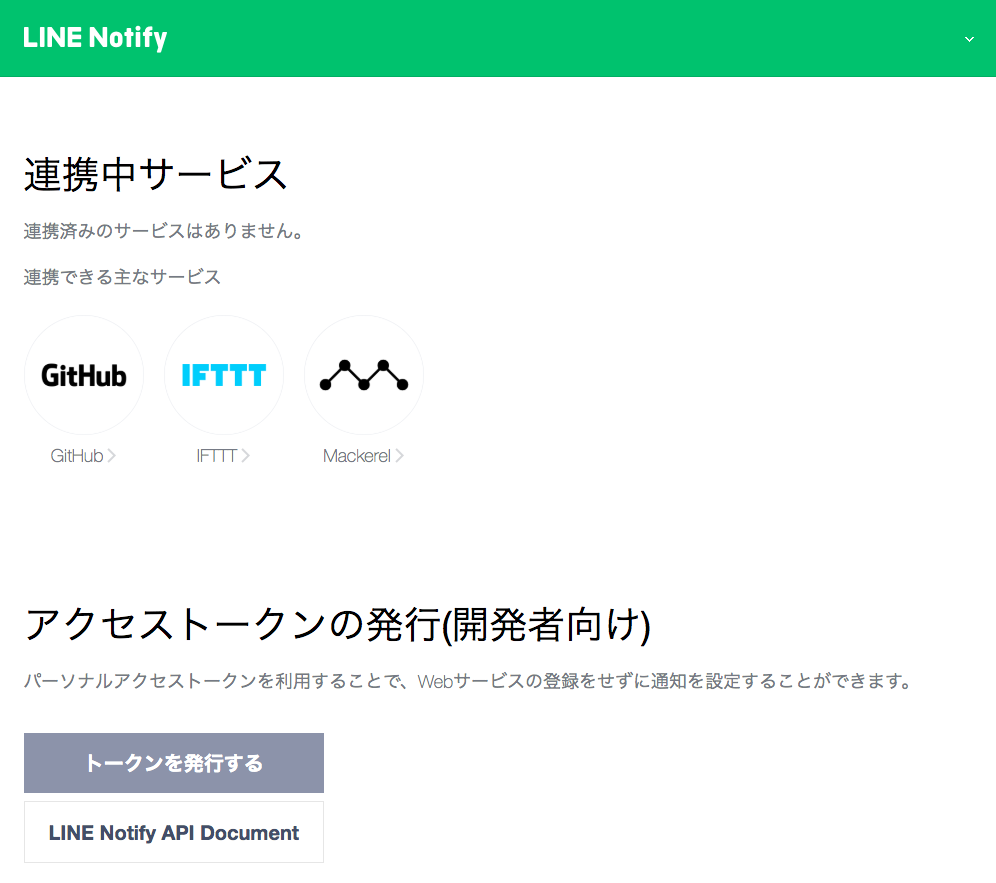 LINE Notify
連携中サービス
連携済みのサービスはありません。
連携できる主なサービス
GitHub IFTTT
GitHub IFTTT Mackerel
アクセストークンの発行(開発者向け)
パーソナルアクセストークンを利用することで、Webサービスの登録をせずに通知を設定することができます。
トークンを発行する
LINE Notify API Document